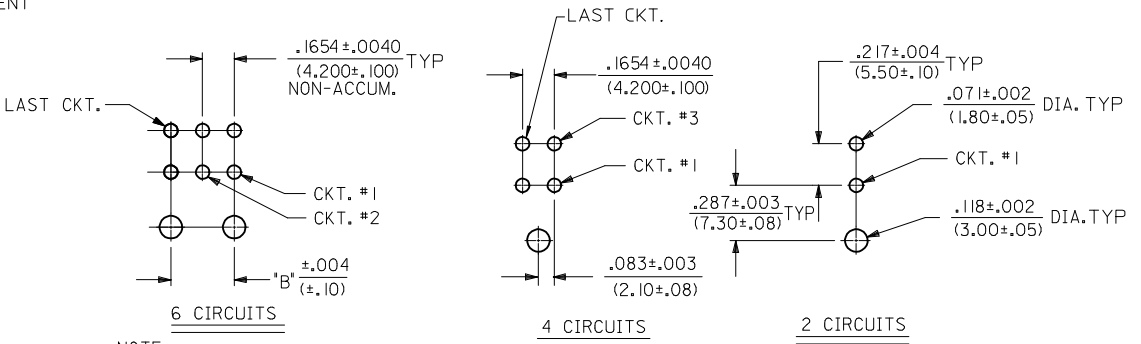 ENT
.1654±.0040
(4.200±.100)
TYP
NON-ACCUM.
LAST CKT.
CKT. #1
CKT. #2
"B"
±.004
(±.10)
6 CIRCUITS
LAST CKT.
.1654±.0040
(4.200±.100)
CKT. #3
CKT. #1
.083±.003
(2.10±.08)
4 CIRCUITS
.217±.004
(5.50±.10)
TYP
.071±.002
(1.80±.05)
DIA. TYP
CKT. #1
.287±.003
(7.30±.08)
TYP
.118±.002
(3.00±.05)
DIA.TYP
2 CIRCUITS
NOTE